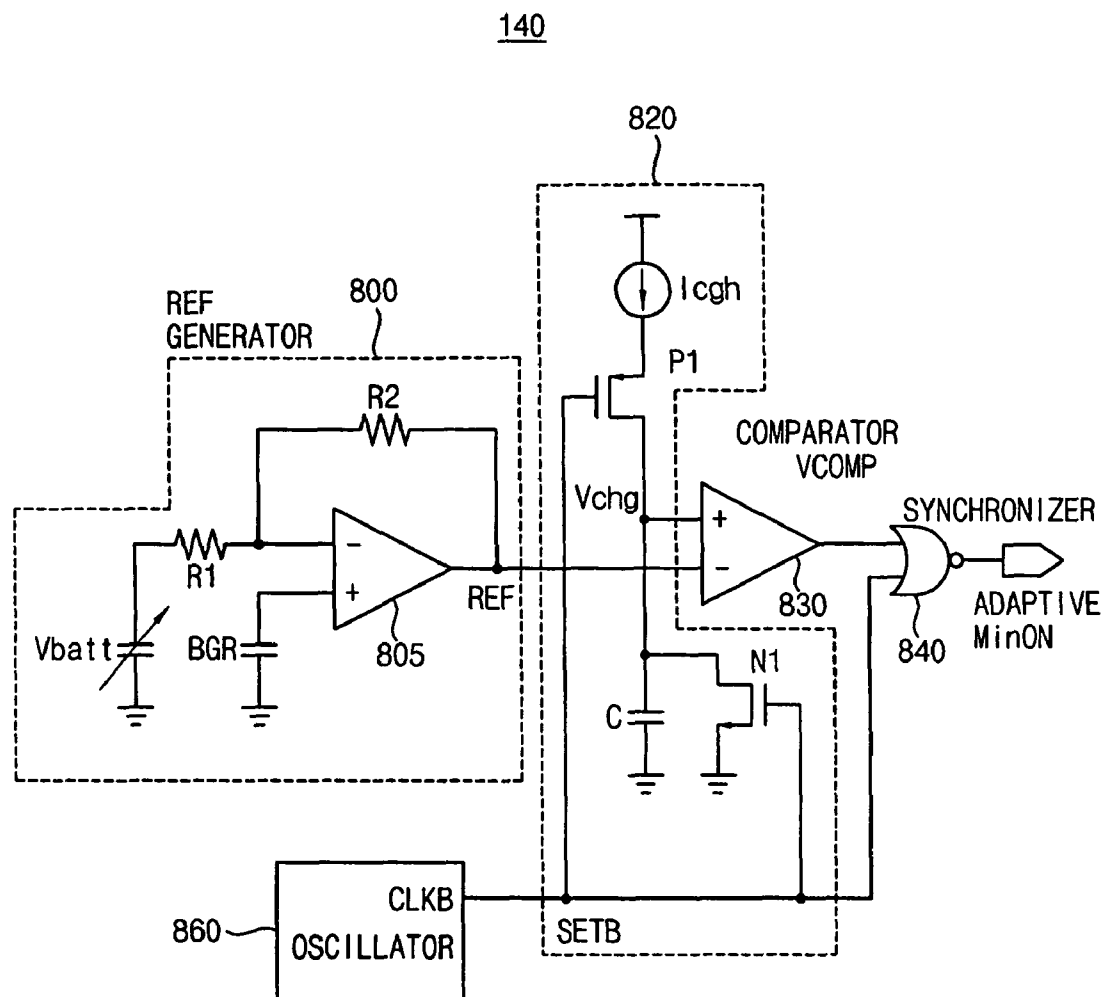 140
820
Icgh
800
REF
GENERATOR
P1
R2
COMPARATOR
VCOMP
Vchg
+
-
SYNCHRONIZER
R1
-
+
REF
830
ADAPTIVE
MinON
840
Vbatt
BGR
805
N1
C
CLKB
860
OSCILLATOR
SETB